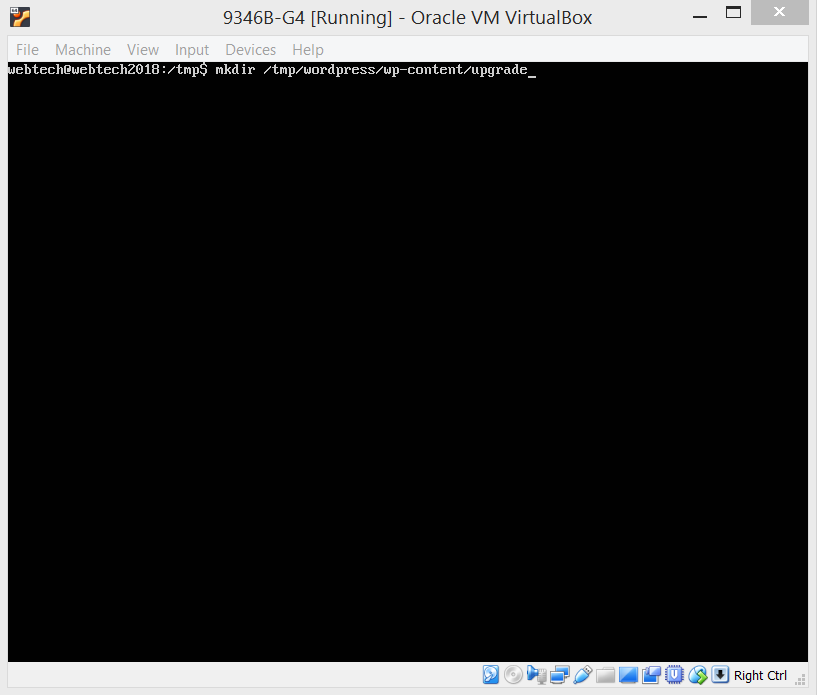 9346B-G4 [Running] - Oracle VM VirtualBox
File Machine View Input Devices Help
webtech@webtech2018:/tmp$ mkdir /tmp/wordpress/wp-content/upgrade_
Right Ctrl